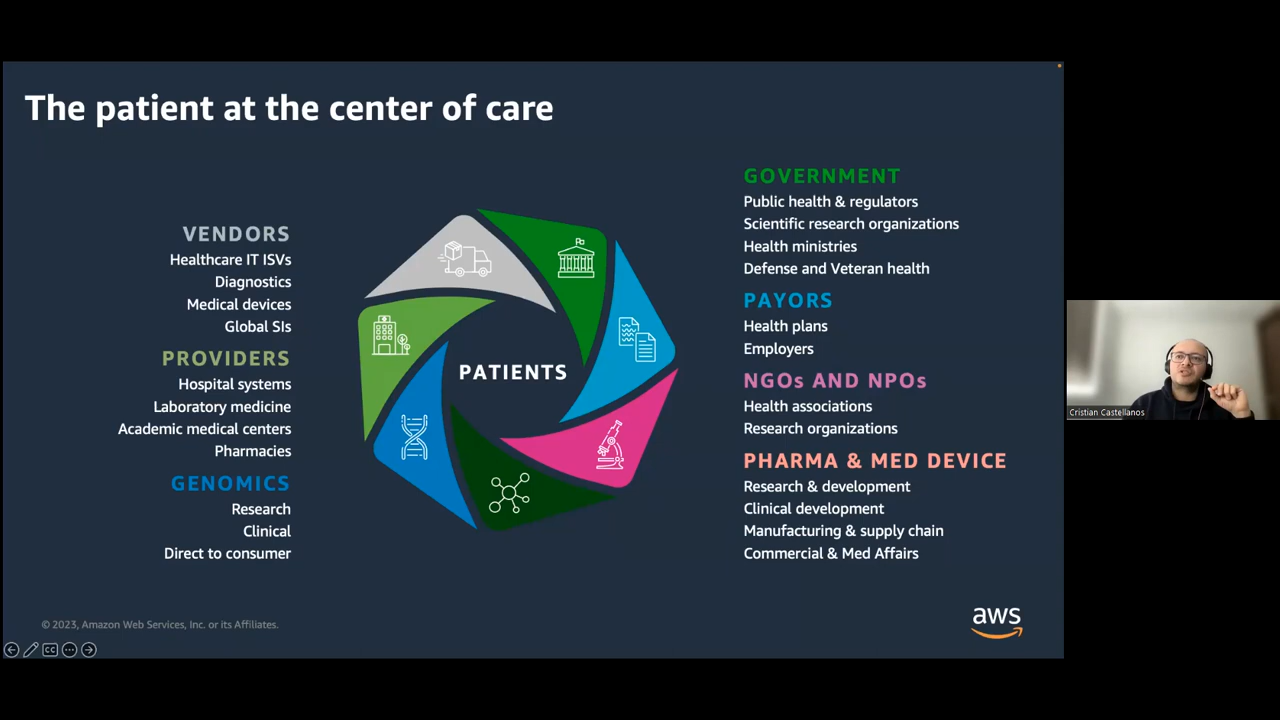 The patient at the center of care
VENDORS
Healthcare IT ISVs
Diagnostics
Medical devices
Global SIs
PROVIDERS
Hospital systems
Laboratory medicine
Academic medical centers
Pharmacies
GENOMICS
Research
Clinical
Direct to consumer
PATIENTS
GOVERNMENT
Public health & regulators
Scientific research organizations
Health ministries
Defense and Veteran health
PAYORS
Health plans
Employers
NGOs AND NPOs
Health associations
Research organizations
PHARMA & MED DEVICE
Research & development
Clinical development
Manufacturing & supply chain
Commercial & Med Affairs
© 2023, Amazon Web Services, Inc. or its Affiliates.
aws
CC
Cristian Castellanos